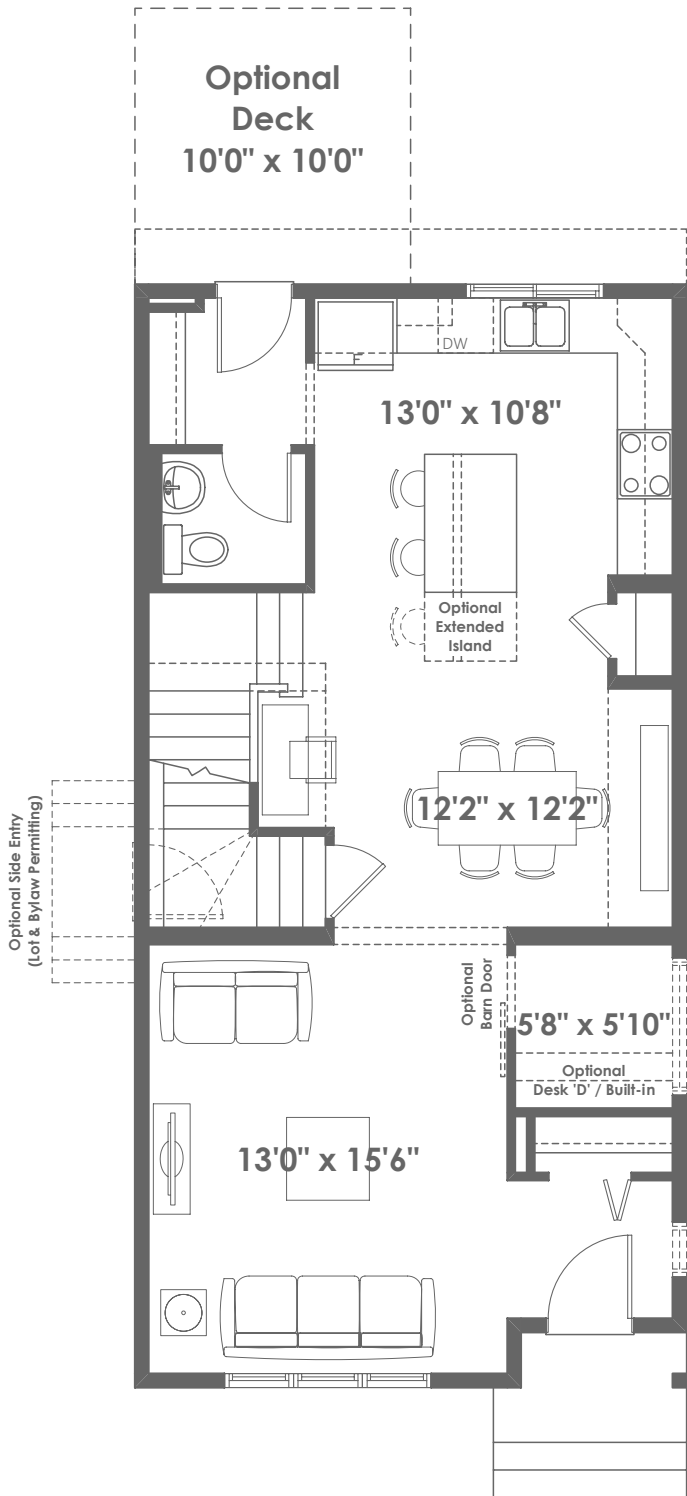 Optional
Deck
10'0" x 10'0"
DW
F
13'0" x 10'8"
Optional
Extended
Island
12'2" x 12'2"
Optional Side Entry
(Lot & Bylaw Permitting)
Optional
Barn Door
5'8" x 5'10"
Optional
Desk 'D' / Built-in
13'0" x 15'6"